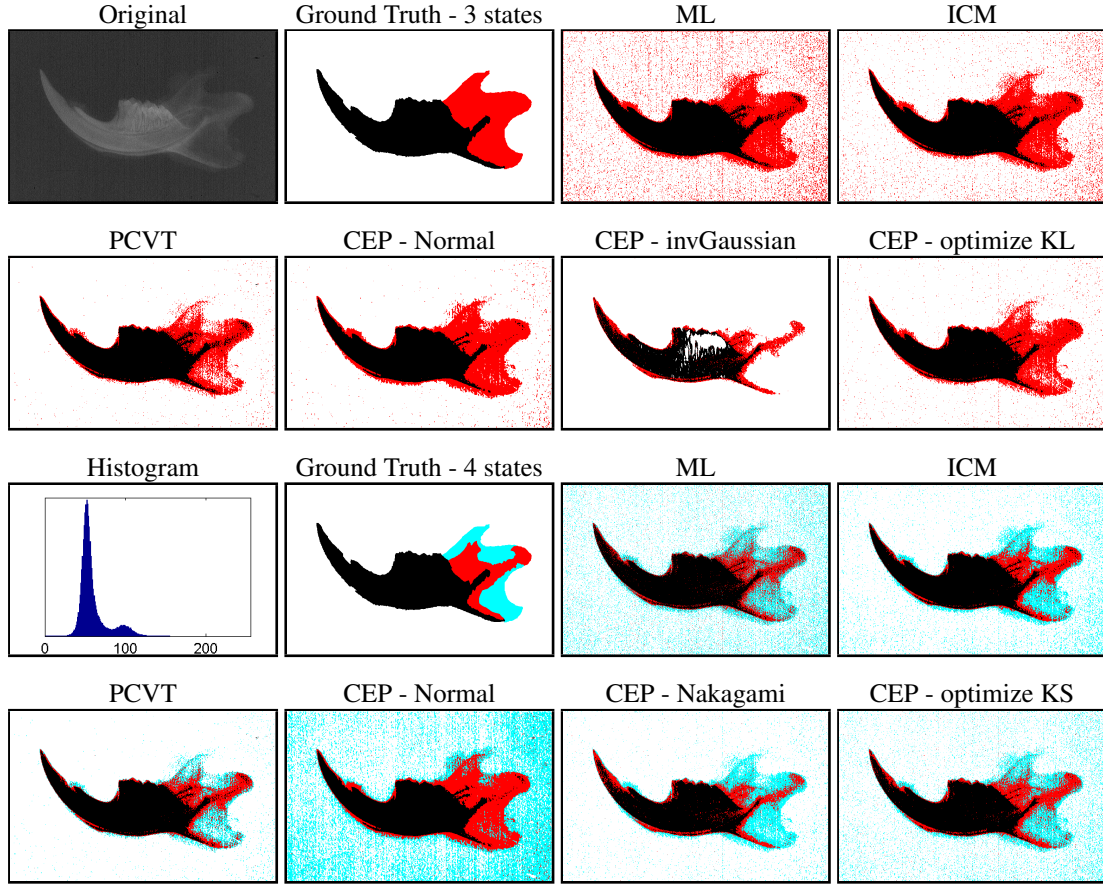 Original
Ground Truth - 3 states
ML
ICM
PCVT
CEP - Normal
CEP - invGaussian
CEP - optimize KL
Histogram
Ground Truth - 4 states
ML
ICM
0 100 200
PCVT
CEP - Normal
CEP - Nakagami
CEP - optimize KS